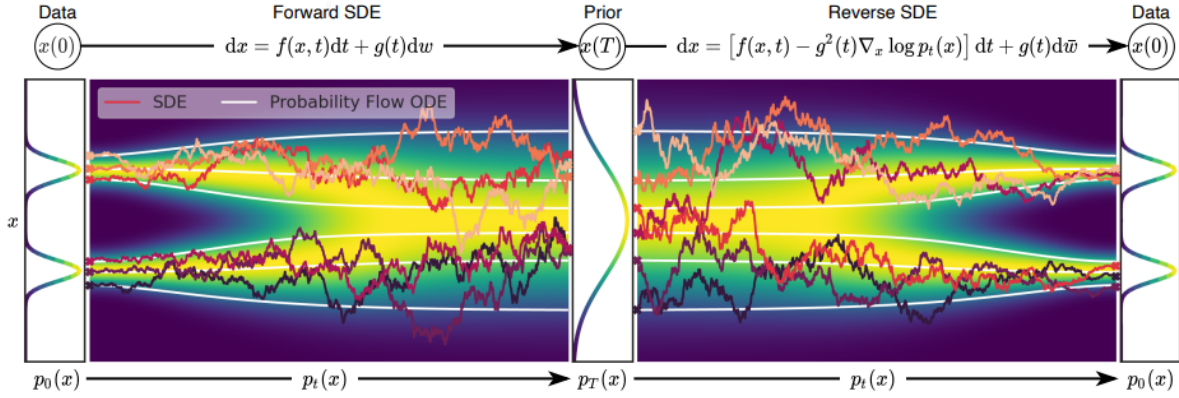 Data Forward SDE Prior Reverse SDE Data
x(0) dx = f(x, t)dt + g(t)dw x(T) dx = [f(x, t) − g²(t)∇ₓ log pₜ(x)] dt + g(t)dw̄ x(0)
SDE Probability Flow ODE
x
p₀(x) pₜ(x) p_T(x) pₜ(x) p₀(x)